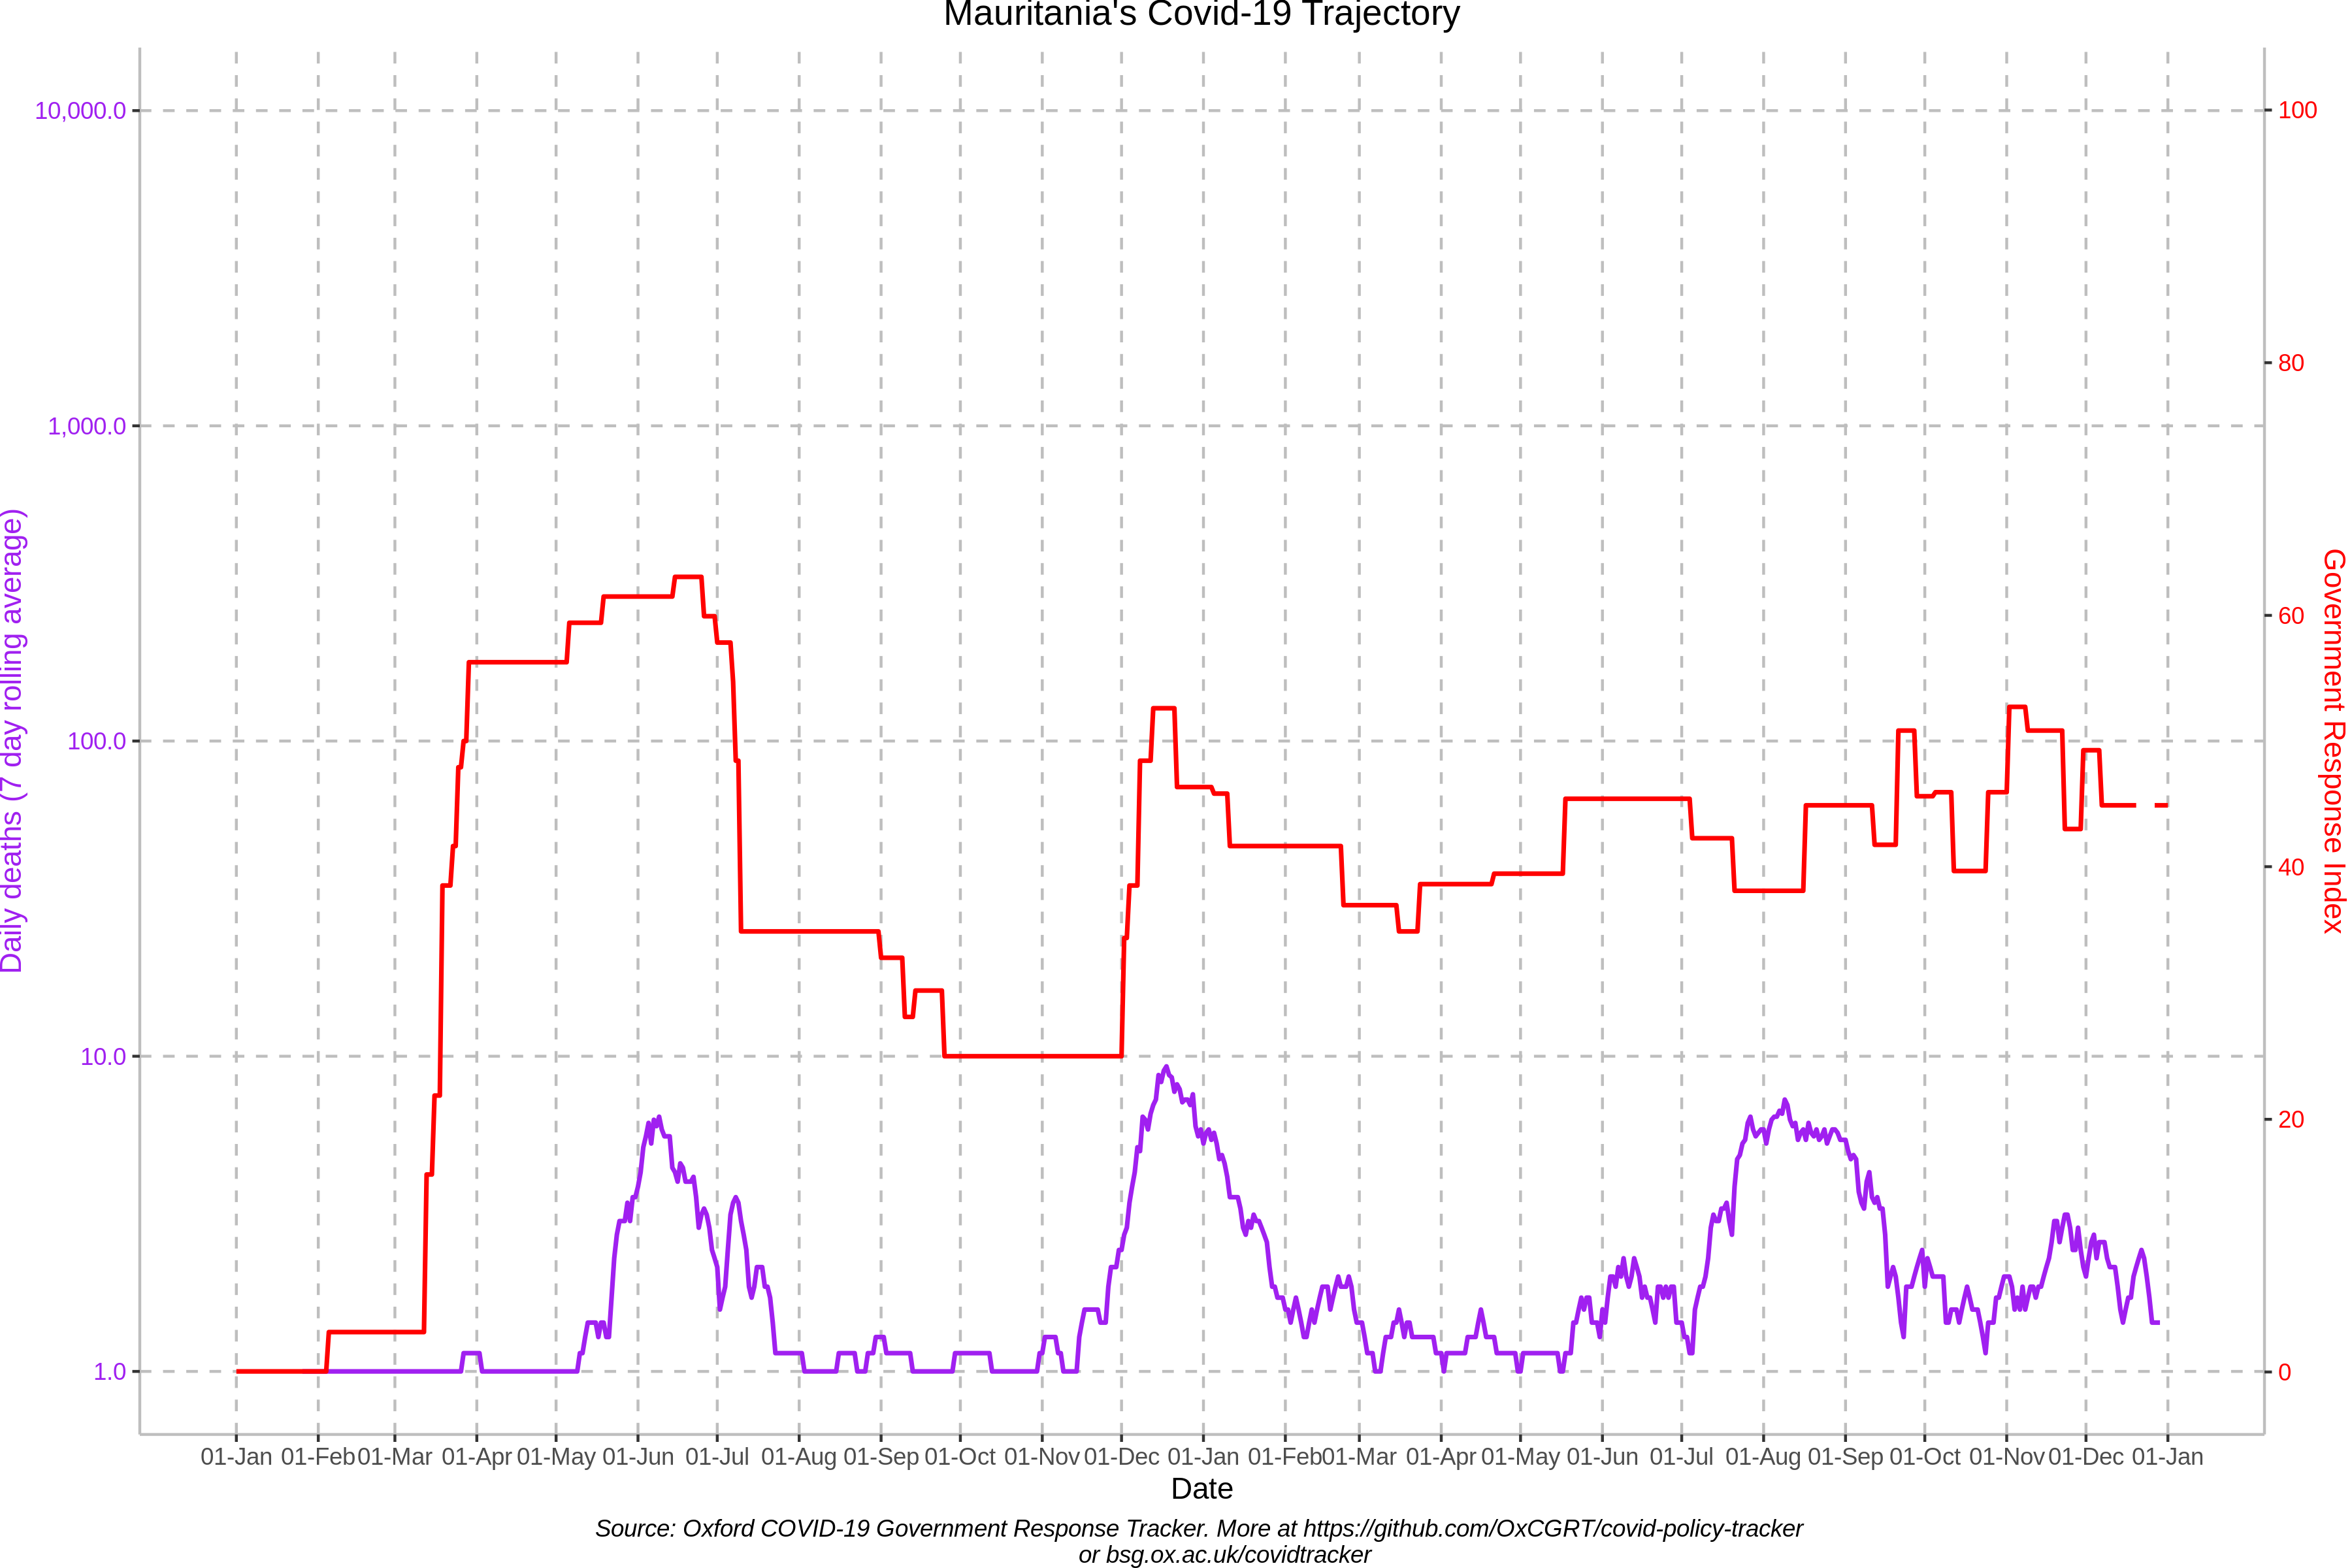 Mauritania's Covid-19 Trajectory
10,000.0
1,000.0
100.0
10.0
1.0
Daily deaths (7 day rolling average)
100
80
60
40
20
0
Government Response Index
01-Jan 01-Feb 01-Mar 01-Apr 01-May 01-Jun 01-Jul 01-Aug 01-Sep 01-Oct 01-Nov 01-Dec 01-Jan 01-Feb 01-Mar 01-Apr 01-May 01-Jun 01-Jul 01-Aug 01-Sep 01-Oct 01-Nov 01-Dec 01-Jan
Date
Source: Oxford COVID-19 Government Response Tracker. More at https://github.com/OxCGRT/covid-policy-tracker
or bsg.ox.ac.uk/covidtracker